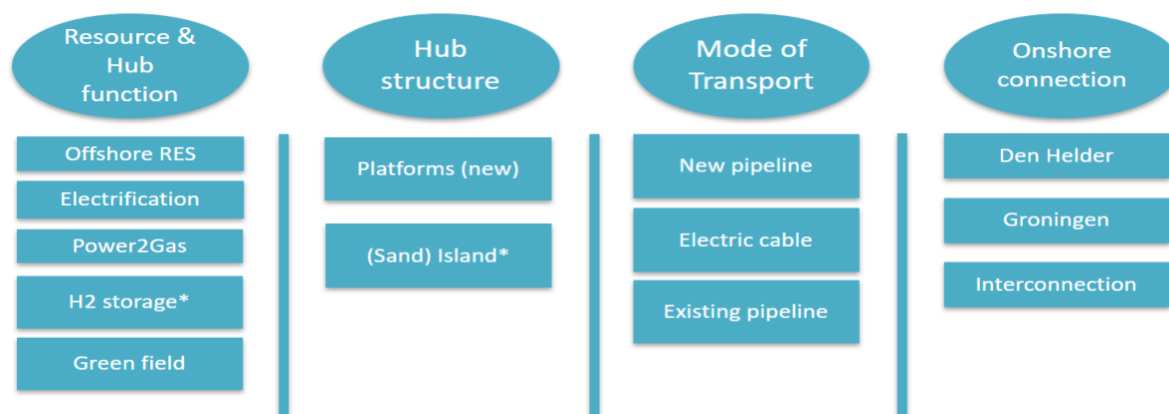 Resource &
Hub
function
Offshore RES
Electrification
Power2Gas
H2 storage*
Green field
Hub
structure
Platforms (new)
(Sand) Island*
Mode of
Transport
New pipeline
Electric cable
Existing pipeline
Onshore
connection
Den Helder
Groningen
Interconnection